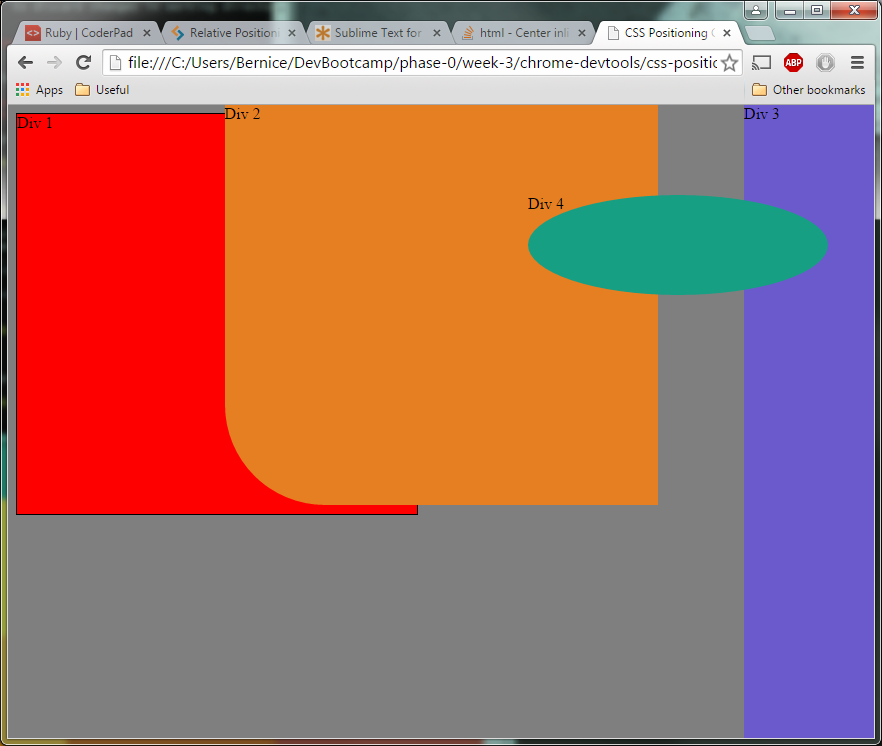 Ruby | CoderPad
Relative Position
Sublime Text for
html - Center inli
CSS Positioning
file:///C:/Users/Bernice/DevBootcamp/phase-0/week-3/chrome-devtools/css-positio
ABP
Apps
Useful
Other bookmarks
Div 1
Div 2
Div 3
Div 4